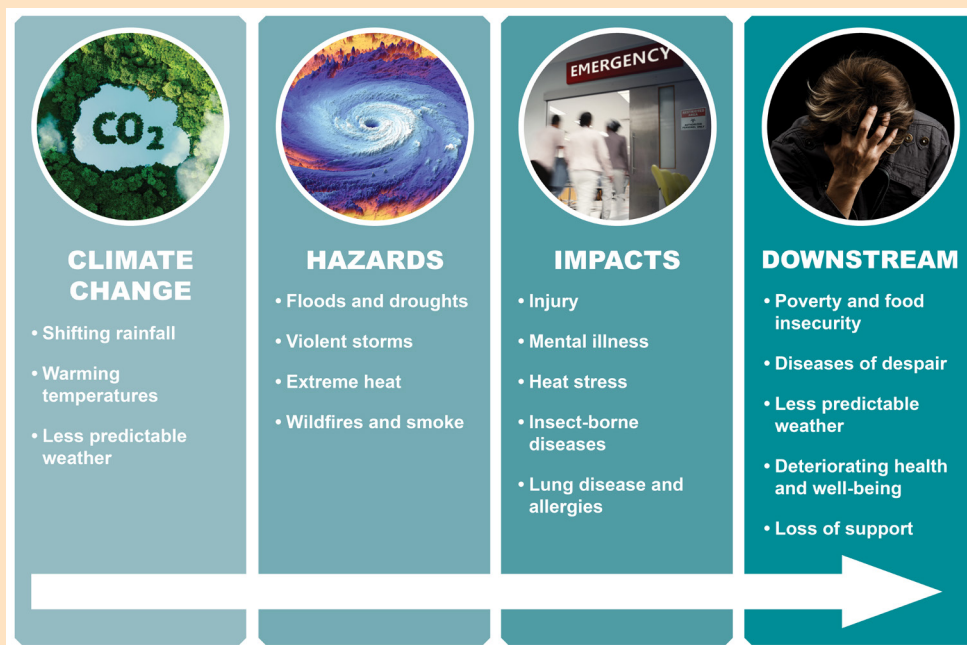 CO₂
CLIMATE
CHANGE
• Shifting rainfall
• Warming
temperatures
• Less predictable
weather
HAZARDS
• Floods and droughts
• Violent storms
• Extreme heat
• Wildfires and smoke
EMERGENCY
IMPACTS
• Injury
• Mental illness
• Heat stress
• Insect-borne
diseases
• Lung disease and
allergies
DOWNSTREAM
• Poverty and food
insecurity
• Diseases of despair
• Less predictable
weather
• Deteriorating health
and well-being
• Loss of support